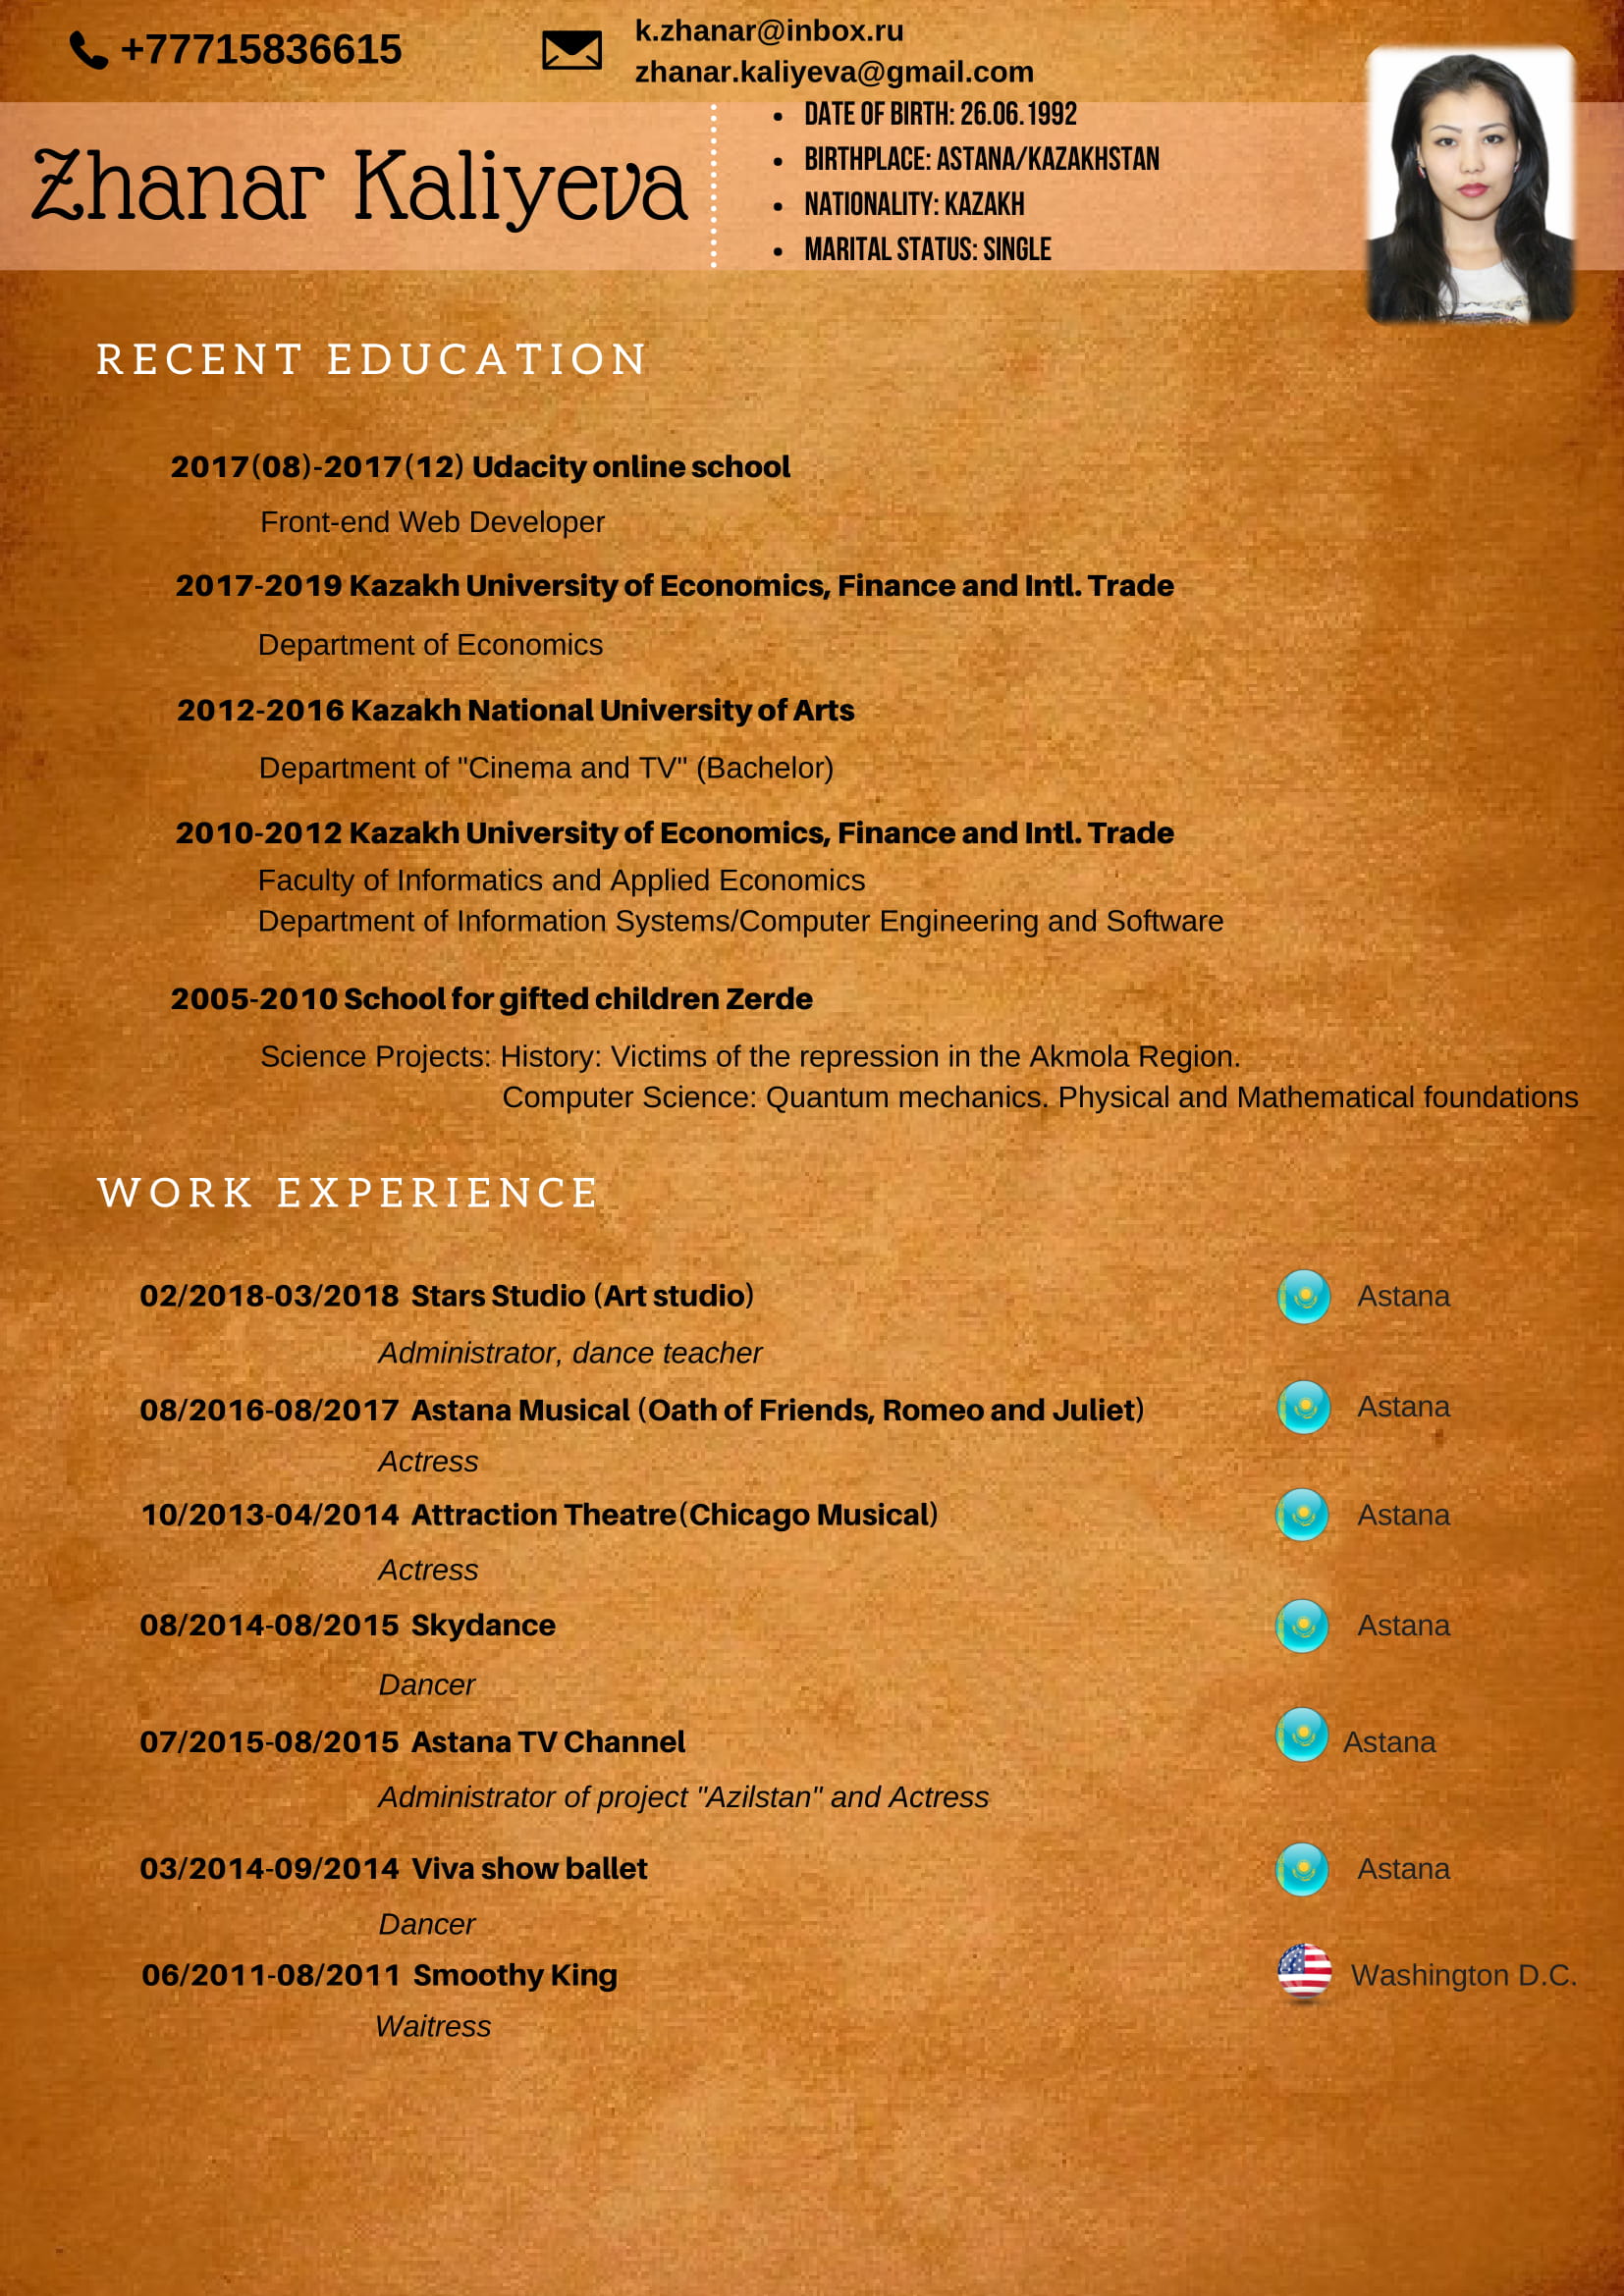 +77715836615
k.zhanar@inbox.ru
zhanar.kaliyeva@gmail.com
Zhanar Kaliyeva
• DATE OF BIRTH: 26.06.1992
• BIRTHPLACE: ASTANA/KAZAKHSTAN
• NATIONALITY: KAZAKH
• MARITAL STATUS: SINGLE
RECENT EDUCATION
2017(08)-2017(12) Udacity online school
Front-end Web Developer
2017-2019 Kazakh University of Economics, Finance and Intl. Trade
Department of Economics
2012-2016 Kazakh National University of Arts
Department of "Cinema and TV" (Bachelor)
2010-2012 Kazakh University of Economics, Finance and Intl. Trade
Faculty of Informatics and Applied Economics
Department of Information Systems/Computer Engineering and Software
2005-2010 School for gifted children Zerde
Science Projects: History: Victims of the repression in the Akmola Region.
Computer Science: Quantum mechanics. Physical and Mathematical foundations
WORK EXPERIENCE
02/2018-03/2018 Stars Studio (Art studio) Astana
Administrator, dance teacher
08/2016-08/2017 Astana Musical (Oath of Friends, Romeo and Juliet) Astana
Actress
10/2013-04/2014 Attraction Theatre(Chicago Musical) Astana
Actress
08/2014-08/2015 Skydance Astana
Dancer
07/2015-08/2015 Astana TV Channel Astana
Administrator of project "Azilstan" and Actress
03/2014-09/2014 Viva show ballet Astana
Dancer
06/2011-08/2011 Smoothy King Washington D.C.
Waitress